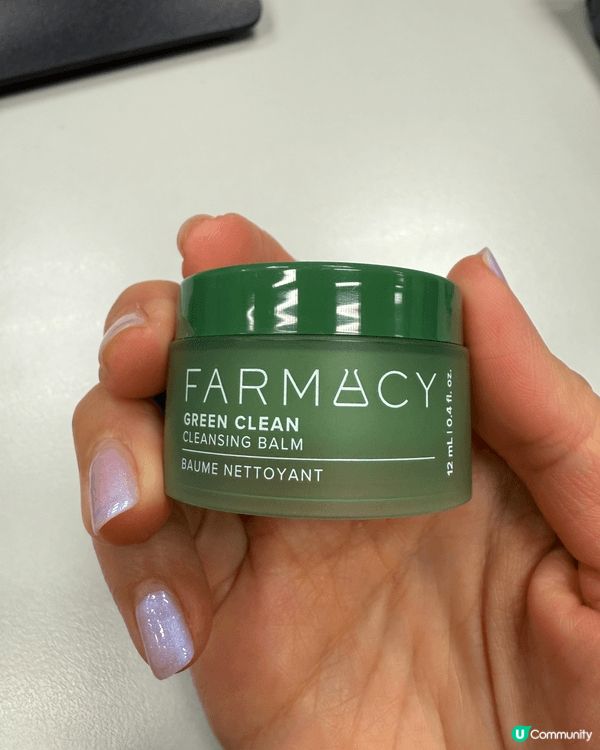 FARMACY
GREEN CLEAN
CLEANSING BALM
BAUME NETTOYANT
12 mL | 0.4 fl. oz.
U Community